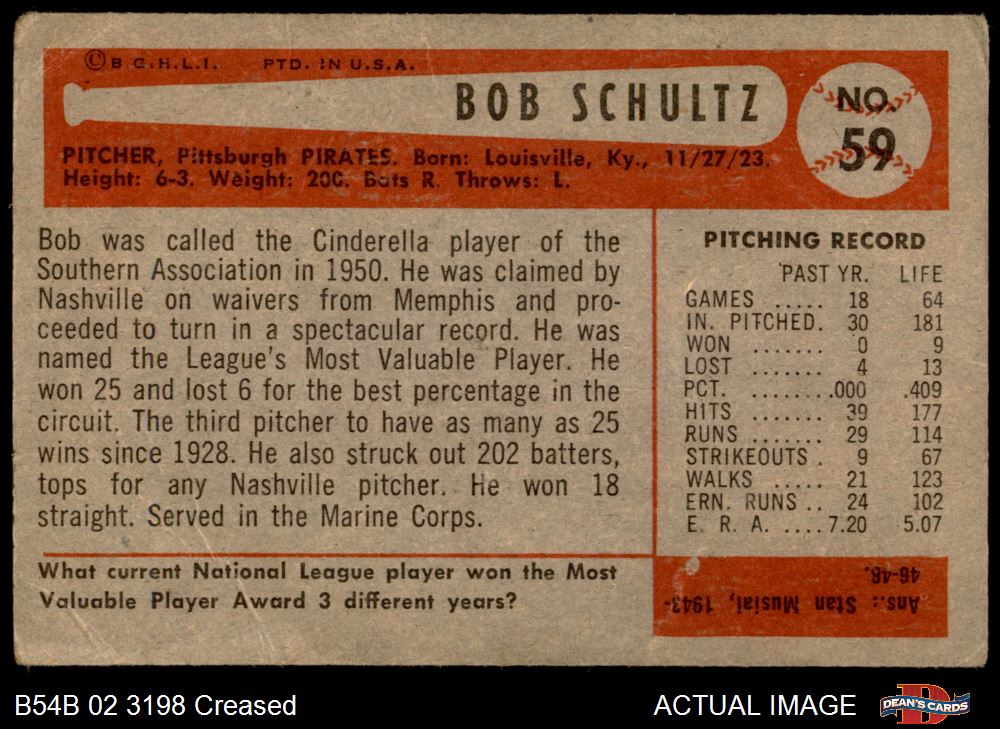 ©B.G.H.L.I. PTD. IN U.S.A.
BOB SCHULTZ
NO.
59
PITCHER, Pittsburgh PIRATES. Born: Louisville, Ky., 11/27/23.
Height: 6-3. Weight: 200. Bats R. Throws: L.
Bob was called the Cinderella player of the
Southern Association in 1950. He was claimed by
Nashville on waivers from Memphis and pro-
ceeded to turn in a spectacular record. He was
named the League's Most Valuable Player. He
won 25 and lost 6 for the best percentage in the
circuit. The third pitcher to have as many as 25
wins since 1928. He also struck out 202 batters,
tops for any Nashville pitcher. He won 18
straight. Served in the Marine Corps.
PITCHING RECORD
PAST YR. LIFE
GAMES ..... 18 64
IN. PITCHED. 30 181
WON ....... 0 9
LOST ....... 4 13
PCT. ........ .000 .409
HITS ....... 39 177
RUNS ....... 29 114
STRIKEOUTS . 9 67
WALKS ..... 21 123
ERN. RUNS .. 24 102
E. R. A. .... 7.20 5.07
What current National League player won the Most
Valuable Player Award 3 different years?
Ans.: Stan Musial, 1943-
46-48.
B54B 02 3198 Creased
ACTUAL IMAGE
DEAN'S CARDS